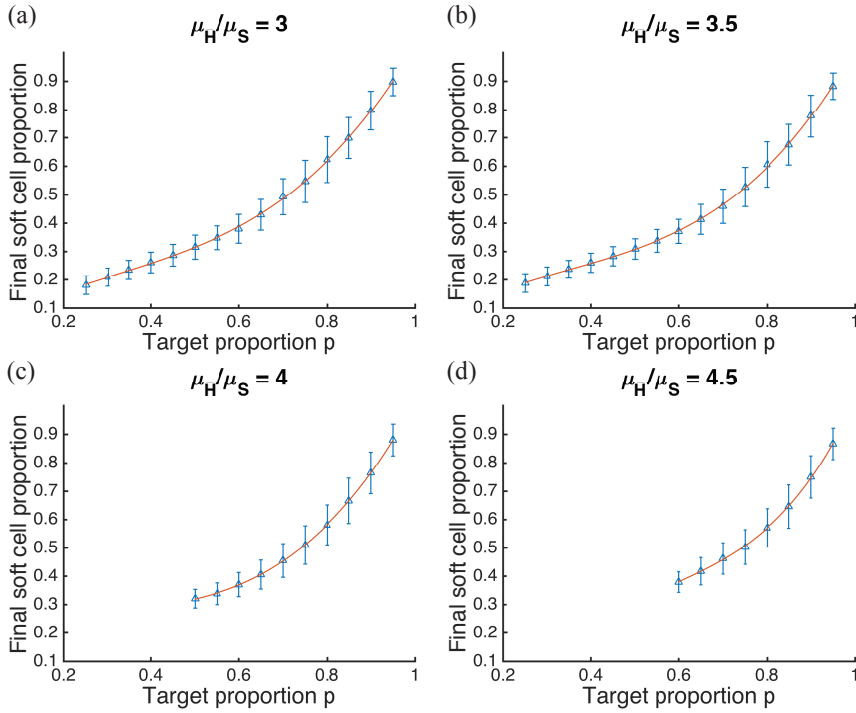 (a)
μH/μS = 3
Final soft cell proportion
0.9
0.8
0.7
0.6
0.5
0.4
0.3
0.2
0.1
0.2 0.4 0.6 0.8 1
Target proportion p
(b)
μH/μS = 3.5
Final soft cell proportion
0.9
0.8
0.7
0.6
0.5
0.4
0.3
0.2
0.1
0.2 0.4 0.6 0.8 1
Target proportion p
(c)
μH/μS = 4
Final soft cell proportion
0.9
0.8
0.7
0.6
0.5
0.4
0.3
0.2
0.1
0.2 0.4 0.6 0.8 1
Target proportion p
(d)
μH/μS = 4.5
Final soft cell proportion
0.9
0.8
0.7
0.6
0.5
0.4
0.3
0.2
0.1
0.2 0.4 0.6 0.8 1
Target proportion p